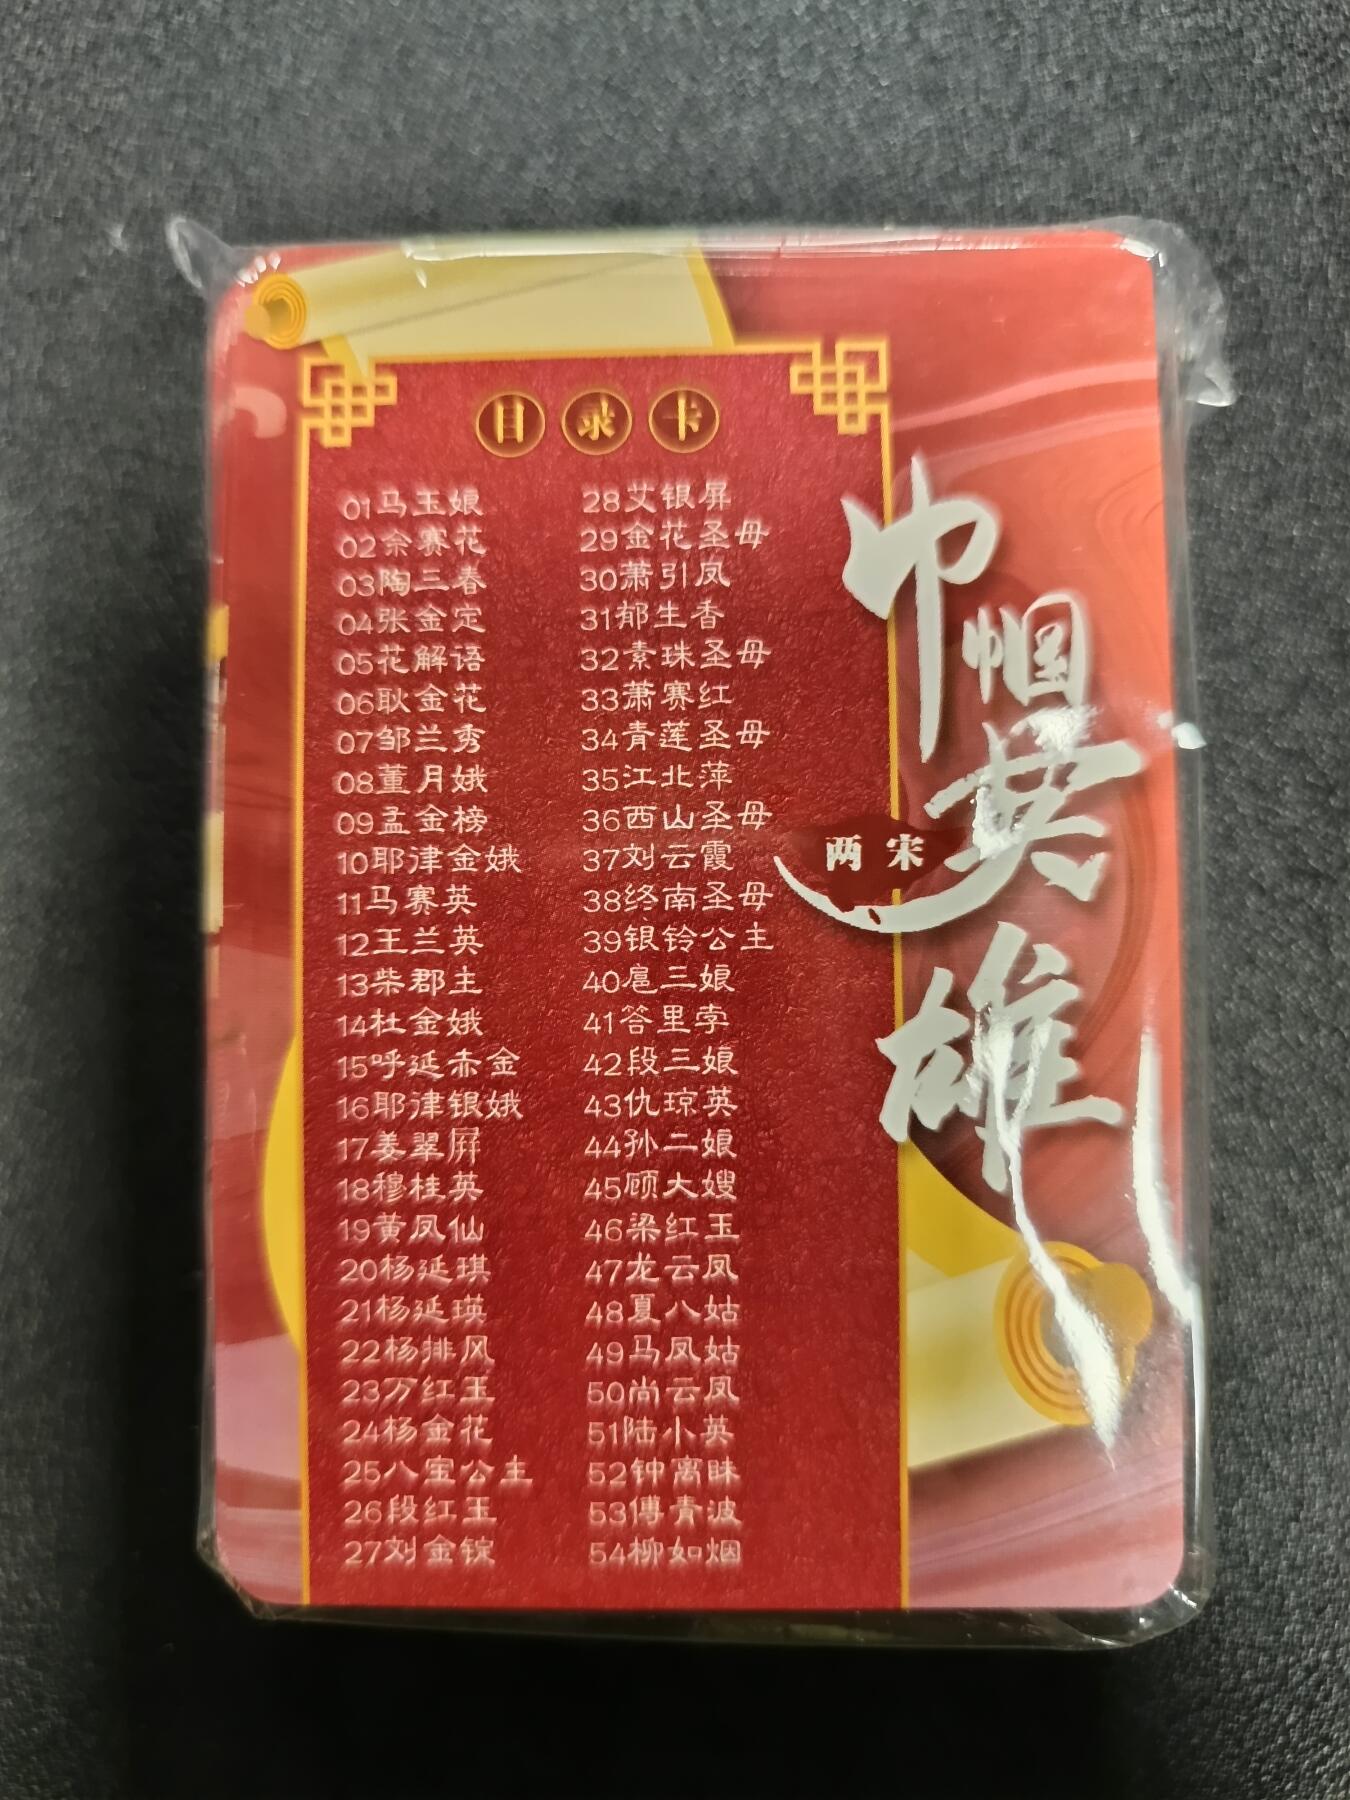 目录卡
01马玉娘
02佘赛花
03陶三春
04张金定
05花解语
06耿金花
07邹兰秀
08董月娥
09孟金榜
10耶律金娥
11马赛英
12王兰英
13柴郡主
14杜金娥
15呼延赤金
16耶律银娥
17姜翠屏
18穆桂英
19黄凤仙
20杨延琪
21杨延瑛
22杨排风
23万红玉
24杨金花
25八宝公主
26段红玉
27刘金锭
28艾银屏
29金花圣母
30萧引凤
31郁生香
32素珠圣母
33萧赛红
34青莲圣母
35江北萍
36西山圣母
37刘云霞
38终南圣母
39银铃公主
40扈三娘
41答里孛
42段三娘
43仇琼英
44孙二娘
45顾大嫂
46梁红玉
47龙云凤
48夏八姑
49马凤姑
50尚云凤
51陆小英
52钟离昧
53傅青波
54柳如烟
巾帼英雄
两宋